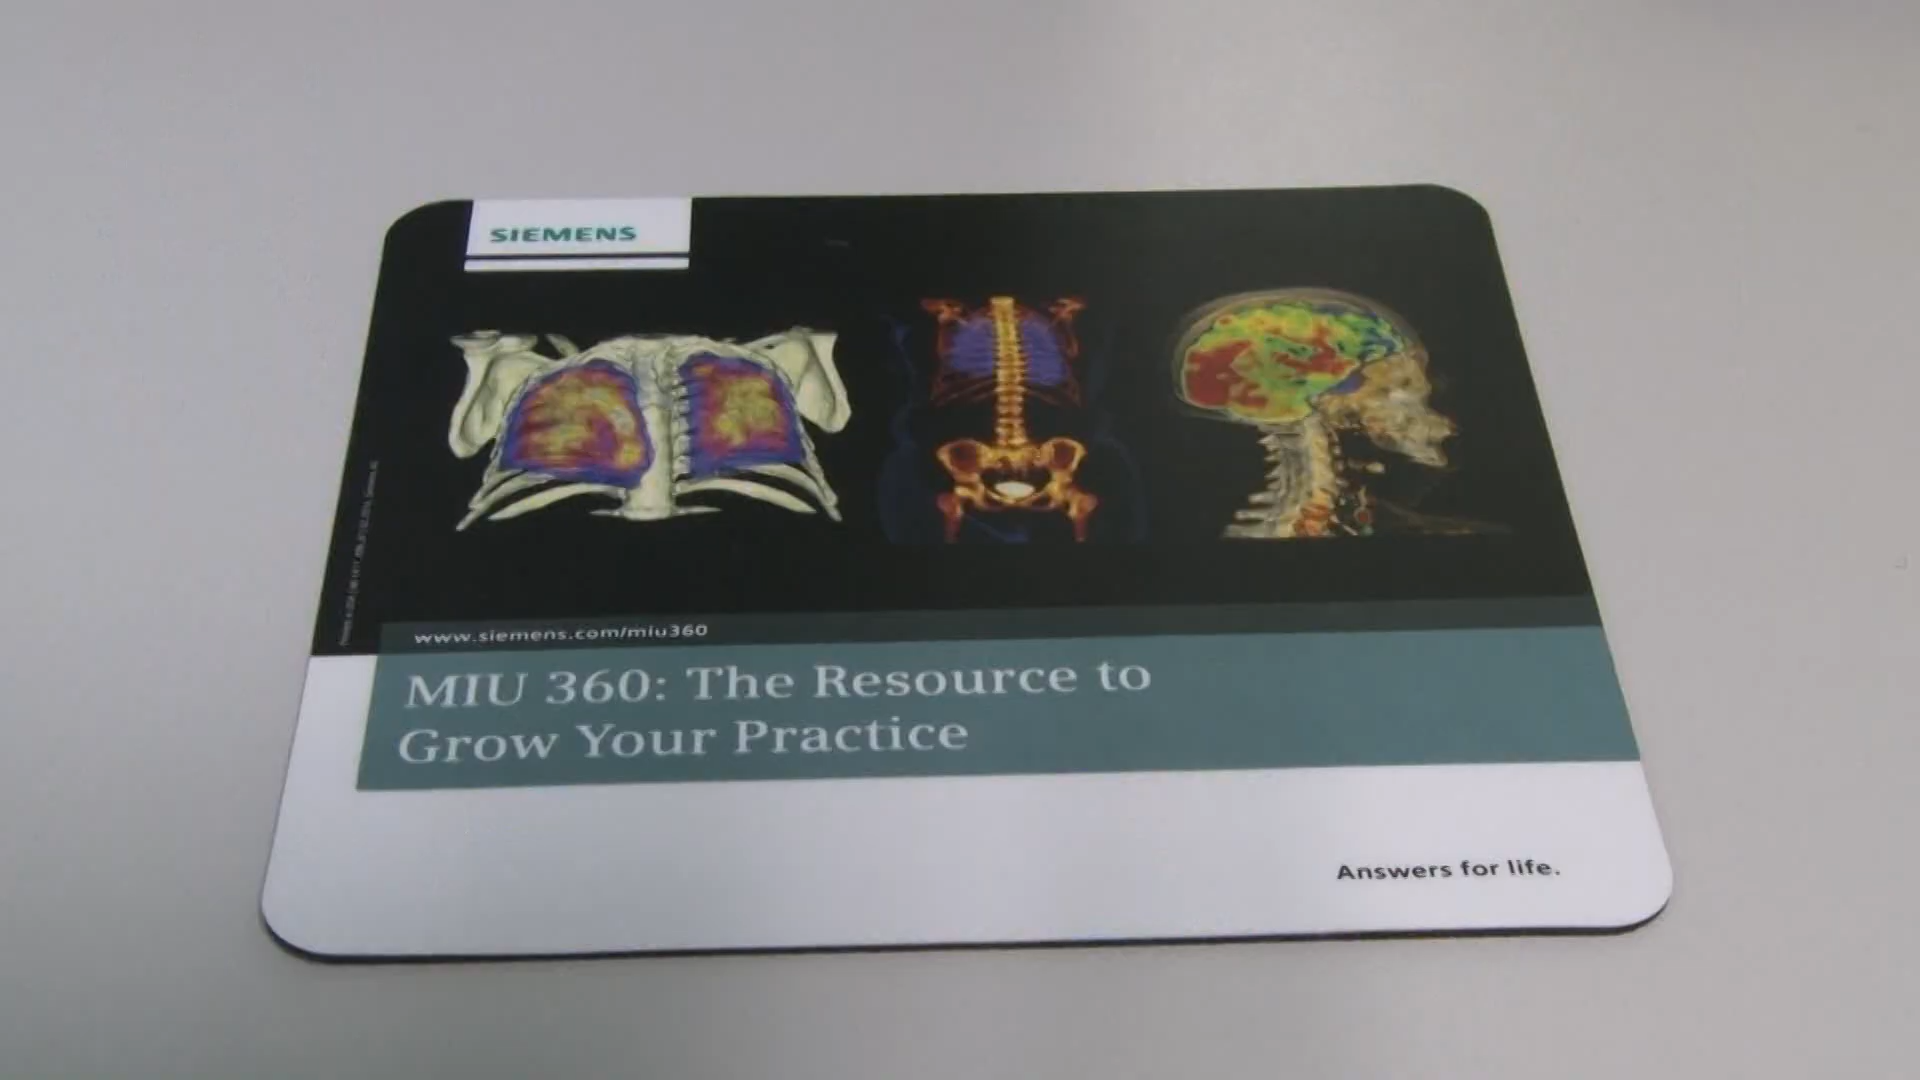 SIEMENS
www.siemens.com/miu360
MIU 360: The Resource to
Grow Your Practice
Answers for life.